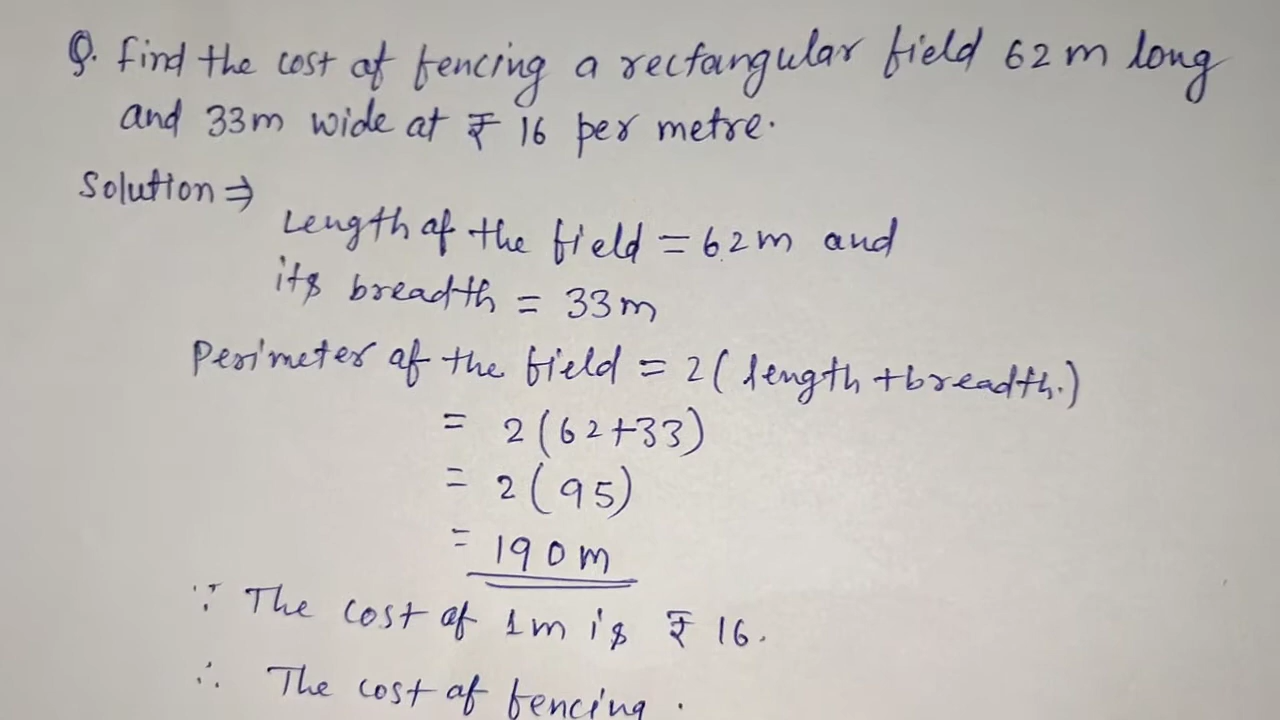 Q. Find the cost of fencing a rectangular field 62 m long
and 33m wide at ₹ 16 per metre.
Solution ⇒
Length of the field = 62m and
its breadth = 33m
Perimeter of the field = 2( length + breadth.)
= 2(62+33)
= 2(95)
= 190m
∵ The cost of 1m is ₹ 16.
∴ The cost of fencing.